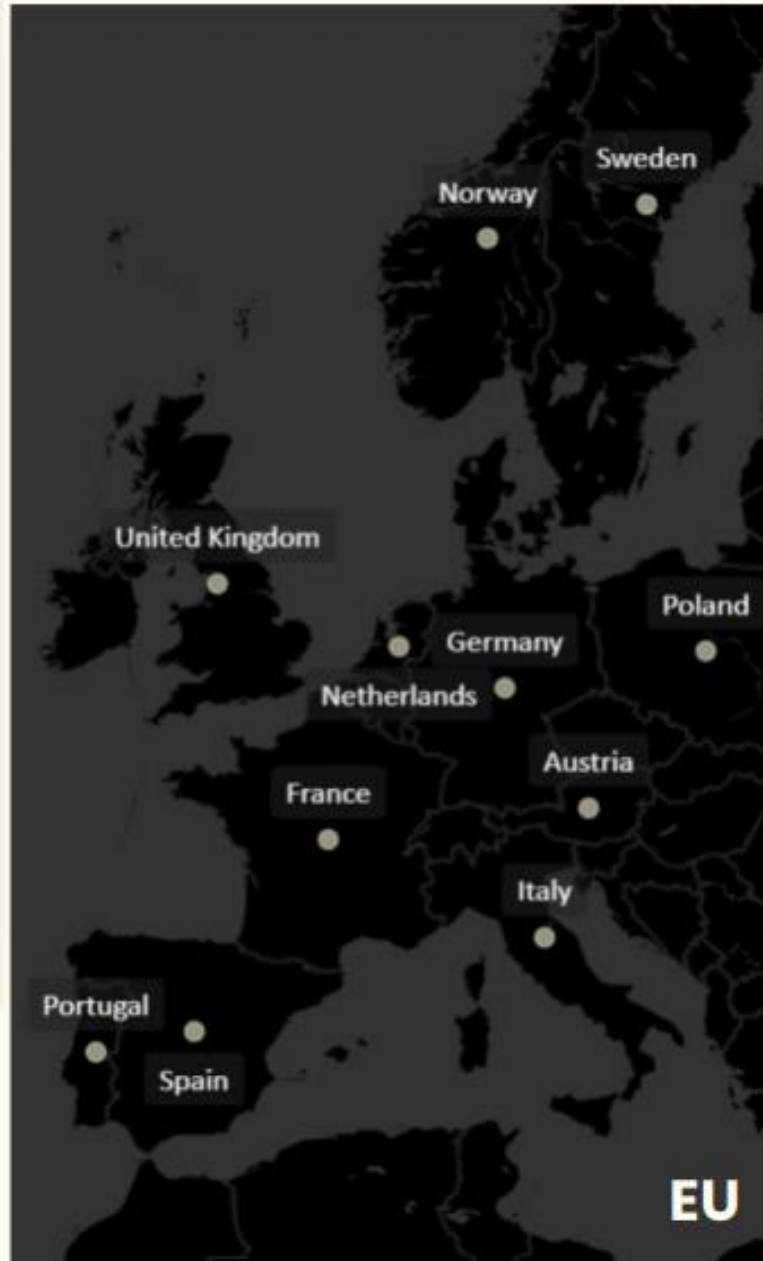 Sweden
Norway
United Kingdom
Poland
Germany
Netherlands
Austria
France
Italy
Portugal
Spain
EU